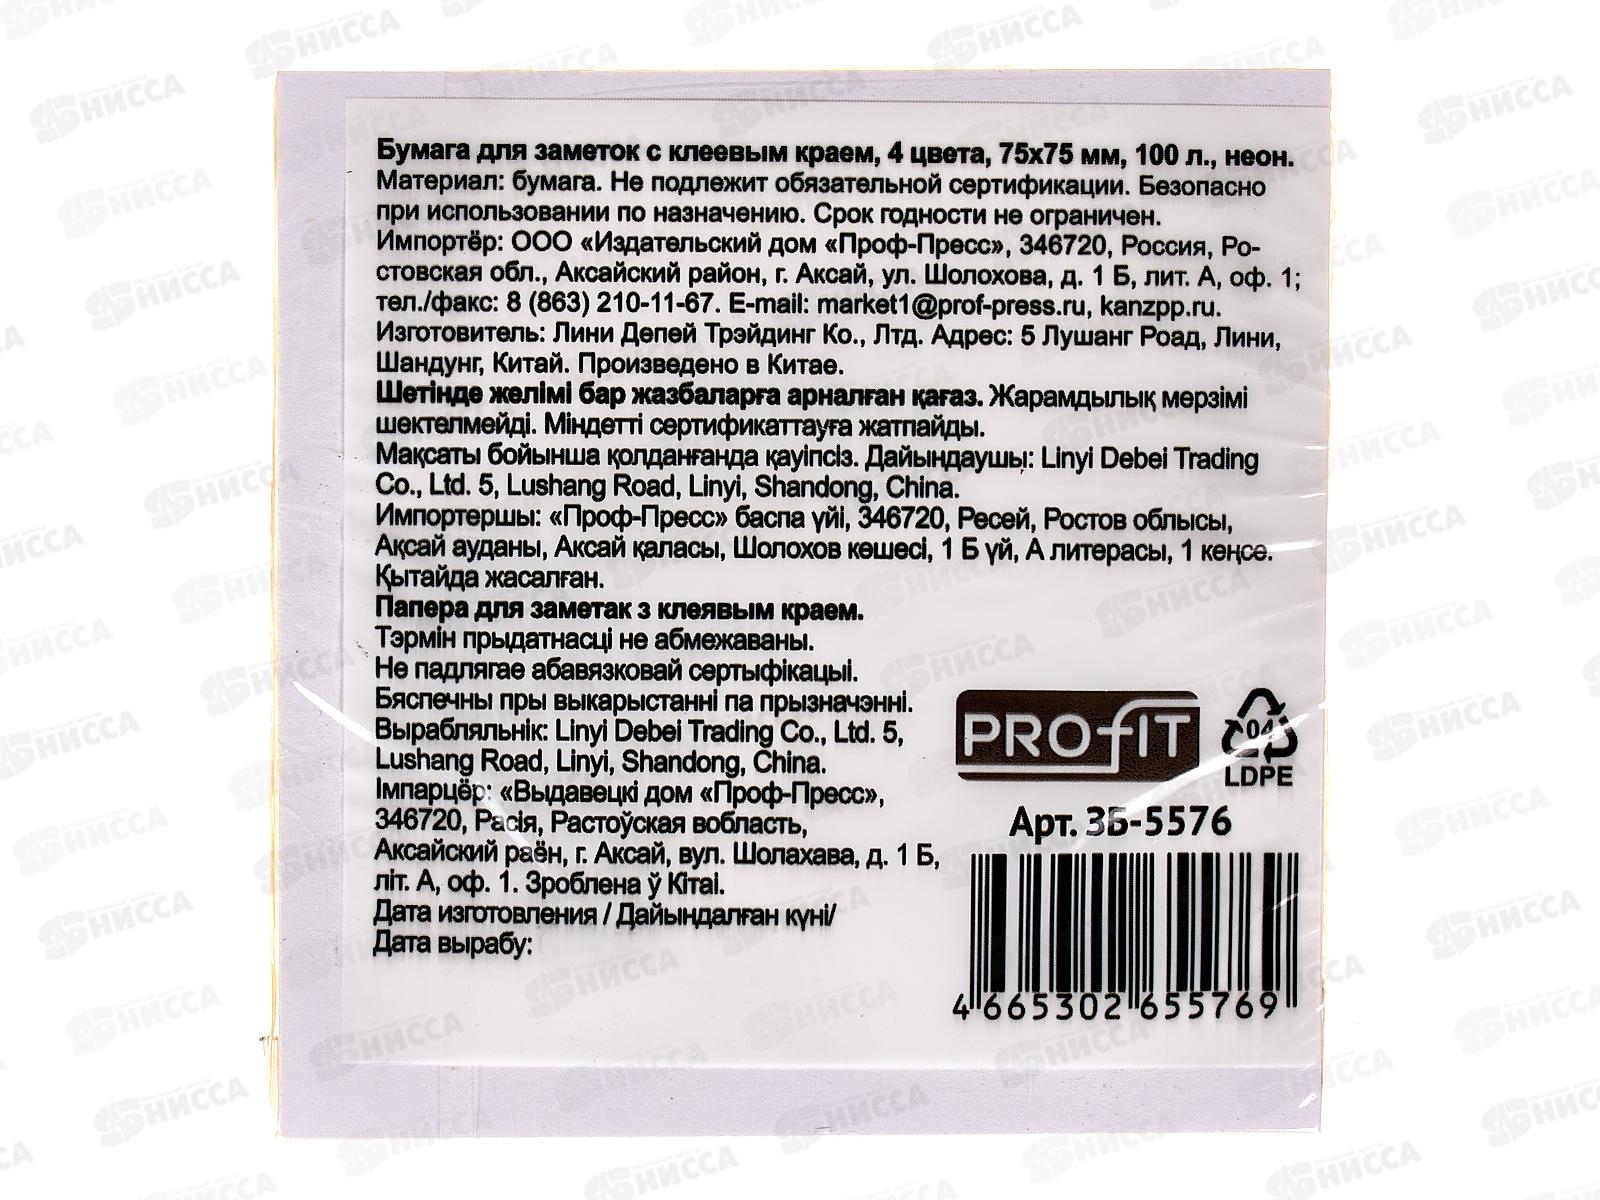 Бумага для заметок с клеевым краем, 4 цвета, 75х75 мм, 100 л., неон.
Материал: бумага. Не подлежит обязательной сертификации. Безопасно
при использовании по назначению. Срок годности не ограничен.
Импортёр: ООО «Издательский дом «Проф-Пресс», 346720, Россия, Ро-
стовская обл., Аксайский район, г. Аксай, ул. Шолохова, д. 1 Б, лит. А, оф. 1;
тел./факс: 8 (863) 210-11-67. E-mail: market1@prof-press.ru, kanzpp.ru.
Изготовитель: Лини Депей Трэйдинг Ко., Лтд. Адрес: 5 Лушанг Роад, Лини,
Шандунг, Китай. Произведено в Китае.
Шетінде желімі бар жазбаларға арналған қағаз. Жарамдылық мерзімі
шектелмейді. Міндетті сертификаттауға жатпайды.
Мақсаты бойынша қолданғанда қауіпсіз. Дайындаушы: Linyi Debei Trading
Co., Ltd. 5, Lushang Road, Linyi, Shandong, China.
Импортершы: «Проф-Пресс» баспа үйі, 346720, Ресей, Ростов облысы,
Ақсай ауданы, Аксай қаласы, Шолохов көшесі, 1 Б үй, А литерасы, 1 кеңсе.
Қытайда жасалған.
Папера для заметак з клеявым краем.
Тэрмін прыдатнасці не абмежаваны.
Не падлягае абавязковай сертыфікацыі.
Бяспечны пры выкарыстанні па прызначэнні.
Вырабляльнік: Linyi Debei Trading Co., Ltd. 5,
Lushang Road, Linyi, Shandong, China.
Імпарцёр: «Выдавецкі дом «Проф-Пресс»,
346720, Расія, Растоўская вобласть,
Аксайский раён, г. Аксай, вул. Шолахава, д. 1 Б,
літ. А, оф. 1. Зроблена ў Кітаі.
Дата изготовления / Дайындалған күні/
Дата вырабу:
PROfIT
04
LDPE
Арт. ЗБ-5576
4 665302 655769
НИССА